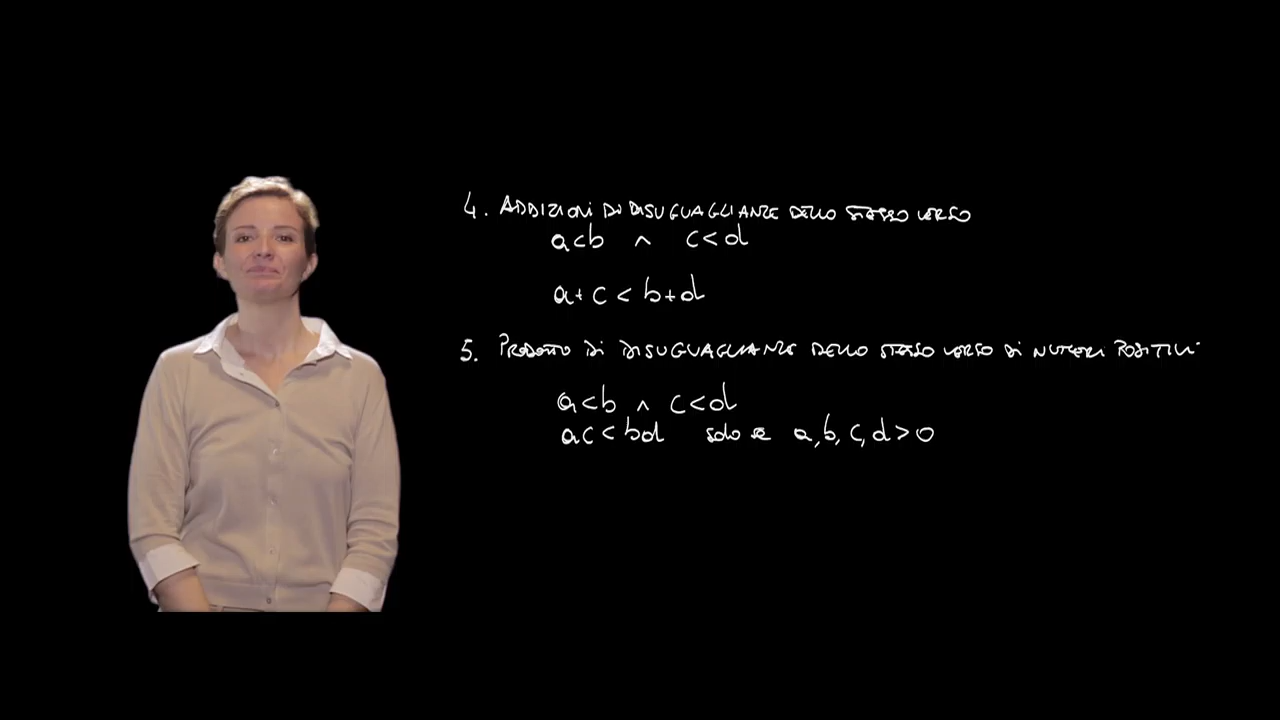 4. ADDIZIONI DI DISUGUAGLIANZE DELLO STESSO VERSO
a<b ∧ c<d
a+c<b+d
5. PRODOTTO DI DISUGUAGLIANZE DELLO STESSO VERSO DI NUMERI POSITIVI
a<b ∧ c<d
ac<bd solo se a,b,c,d>0